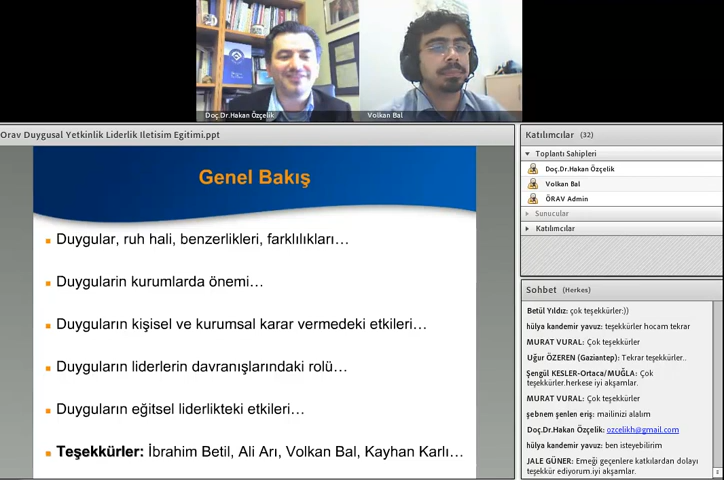 Doç.Dr.Hakan Özçelik
Volkan Bal
Orav Duygusal Yetkinlik Liderlik Iletisim Egitimi.ppt
Genel Bakış
Duygular, ruh hali, benzerlikleri, farklılıkları…
Duygularin kurumlarda önemi…
Duyguların kişisel ve kurumsal karar vermedeki etkileri…
Duyguların liderlerin davranışlarındaki rolü…
Duyguların eğitsel liderlikteki etkileri…
Teşekkürler: İbrahim Betil, Ali Arı, Volkan Bal, Kayhan Karlı…
Katılımcılar (32)
Toplantı Sahipleri
Doç.Dr.Hakan Özçelik
Volkan Bal
ÖRAV Admin
Sunucular
Katılımcılar
Sohbet (Herkes)
Betül Yıldız: çok teşekkürler:))
hülya kandemir yavuz: teşekkürler hocam tekrar
MURAT VURAL: Çok teşekkürler
Uğur ÖZEREN (Gaziantep): Tekrar teşekkürler..
Şengül KESLER-Ortaca/MUĞLA: Çok
teşekkürler.herkese iyi akşamlar.
MURAT VURAL: Çok teşekkürler
şebnem şenlen eriş: mailinizi alalım
Doç.Dr.Hakan Özçelik: ozcelikh@gmail.com
hülya kandemir yavuz: ben isteyebilirim
JALE GÜNER: Emeği geçenlere katkılardan dolayı
teşekkür ediyorum.iyi akşamlar.